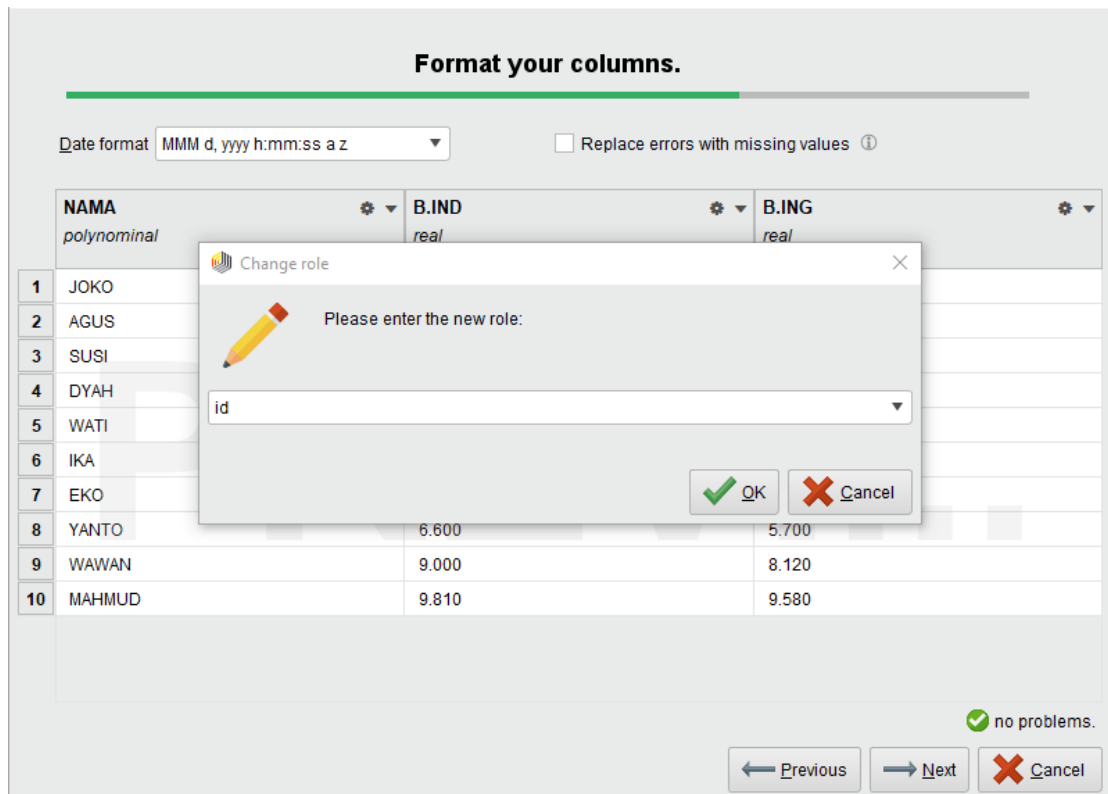 Format your columns.
Date format MMM d, yyyy h:mm:ss a z Replace errors with missing values
NAMA B.IND B.ING
polynominal real real
Change role
Please enter the new role:
id
OK Cancel
1 JOKO
2 AGUS
3 SUSI
4 DYAH
5 WATI
6 IKA
7 EKO
8 YANTO 6.600 5.700
9 WAWAN 9.000 8.120
10 MAHMUD 9.810 9.580
no problems.
Previous Next Cancel